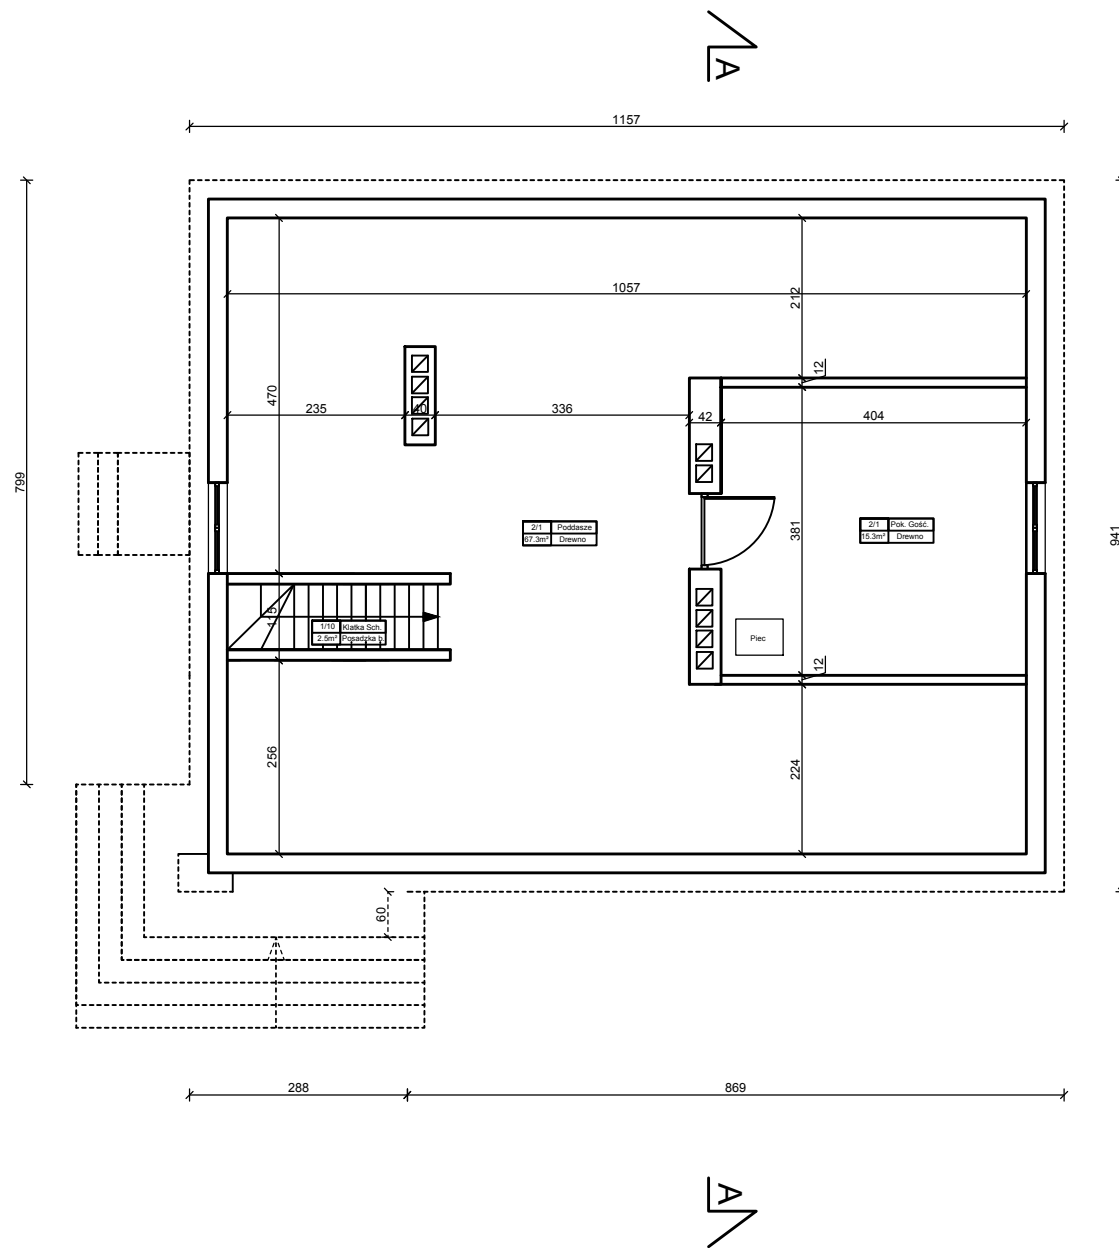 A
1157
799
941
1057
212
12
470
235
40
336
42
404
381
2/1 Poddasze
67.3m² Drewno
2/1 Pok. Gość.
15.3m² Drewno
115
1/10 Klatka Sch.
2.5m² Posadzka b.
Piec
12
256
224
60
288
869
A